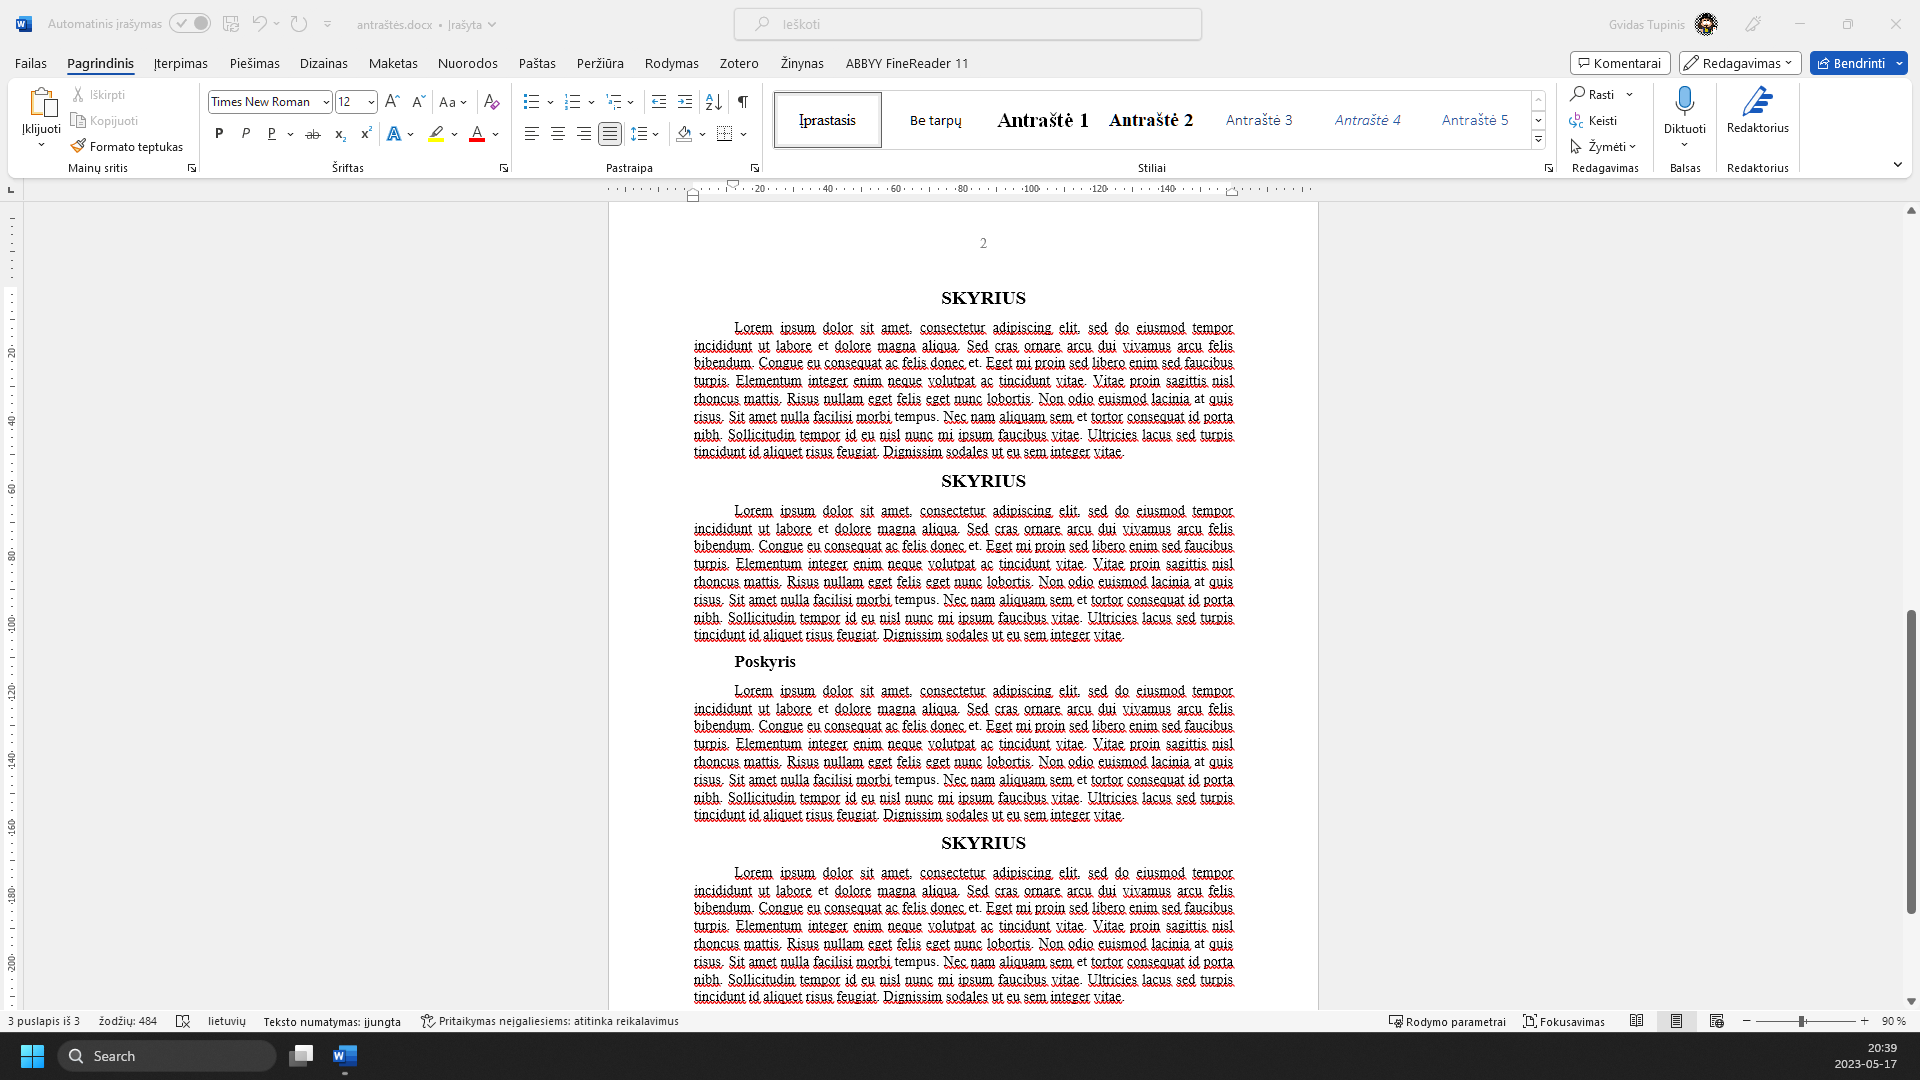 Automatinis įrašymas
antraštės.docx • Įrašyta
Ieškoti
Gvidas Tupinis
Failas Pagrindinis Įterpimas Piešimas Dizainas Maketas Nuorodos Paštas Peržiūra Rodymas Zotero Žinynas ABBYY FineReader 11
Komentarai Redagavimas Bendrinti
Įklijuoti
Iškirpti
Kopijuoti
Formato teptukas
Mainų sritis
Times New Roman 12
Šriftas
Pastraipa
Įprastasis Be tarpų Antraštė 1 Antraštė 2 Antraštė 3 Antraštė 4 Antraštė 5
Stiliai
Rasti
Keisti
Žymėti
Redagavimas
Diktuoti
Balsas
Redaktorius
Redaktorius
20 40 60 80 100 120 140
2
SKYRIUS
Lorem ipsum dolor sit amet, consectetur adipiscing elit, sed do eiusmod tempor
incididunt ut labore et dolore magna aliqua. Sed cras ornare arcu dui vivamus arcu felis
bibendum. Congue eu consequat ac felis donec et. Eget mi proin sed libero enim sed faucibus
turpis. Elementum integer enim neque volutpat ac tincidunt vitae. Vitae proin sagittis nisl
rhoncus mattis. Risus nullam eget felis eget nunc lobortis. Non odio euismod lacinia at quis
risus. Sit amet nulla facilisi morbi tempus. Nec nam aliquam sem et tortor consequat id porta
nibh. Sollicitudin tempor id eu nisl nunc mi ipsum faucibus vitae. Ultricies lacus sed turpis
tincidunt id aliquet risus feugiat. Dignissim sodales ut eu sem integer vitae.
SKYRIUS
Lorem ipsum dolor sit amet, consectetur adipiscing elit, sed do eiusmod tempor
incididunt ut labore et dolore magna aliqua. Sed cras ornare arcu dui vivamus arcu felis
bibendum. Congue eu consequat ac felis donec et. Eget mi proin sed libero enim sed faucibus
turpis. Elementum integer enim neque volutpat ac tincidunt vitae. Vitae proin sagittis nisl
rhoncus mattis. Risus nullam eget felis eget nunc lobortis. Non odio euismod lacinia at quis
risus. Sit amet nulla facilisi morbi tempus. Nec nam aliquam sem et tortor consequat id porta
nibh. Sollicitudin tempor id eu nisl nunc mi ipsum faucibus vitae. Ultricies lacus sed turpis
tincidunt id aliquet risus feugiat. Dignissim sodales ut eu sem integer vitae.
Poskyris
Lorem ipsum dolor sit amet, consectetur adipiscing elit, sed do eiusmod tempor
incididunt ut labore et dolore magna aliqua. Sed cras ornare arcu dui vivamus arcu felis
bibendum. Congue eu consequat ac felis donec et. Eget mi proin sed libero enim sed faucibus
turpis. Elementum integer enim neque volutpat ac tincidunt vitae. Vitae proin sagittis nisl
rhoncus mattis. Risus nullam eget felis eget nunc lobortis. Non odio euismod lacinia at quis
risus. Sit amet nulla facilisi morbi tempus. Nec nam aliquam sem et tortor consequat id porta
nibh. Sollicitudin tempor id eu nisl nunc mi ipsum faucibus vitae. Ultricies lacus sed turpis
tincidunt id aliquet risus feugiat. Dignissim sodales ut eu sem integer vitae.
SKYRIUS
Lorem ipsum dolor sit amet, consectetur adipiscing elit, sed do eiusmod tempor
incididunt ut labore et dolore magna aliqua. Sed cras ornare arcu dui vivamus arcu felis
bibendum. Congue eu consequat ac felis donec et. Eget mi proin sed libero enim sed faucibus
turpis. Elementum integer enim neque volutpat ac tincidunt vitae. Vitae proin sagittis nisl
rhoncus mattis. Risus nullam eget felis eget nunc lobortis. Non odio euismod lacinia at quis
risus. Sit amet nulla facilisi morbi tempus. Nec nam aliquam sem et tortor consequat id porta
nibh. Sollicitudin tempor id eu nisl nunc mi ipsum faucibus vitae. Ultricies lacus sed turpis
tincidunt id aliquet risus feugiat. Dignissim sodales ut eu sem integer vitae.
20
40
60
80
100
120
140
160
180
200
3 puslapis iš 3 žodžių: 484 lietuvių Teksto numatymas: įjungta Pritaikymas neįgaliesiems: atitinka reikalavimus
Rodymo parametrai Fokusavimas 90 %
Search
20:39
2023-05-17